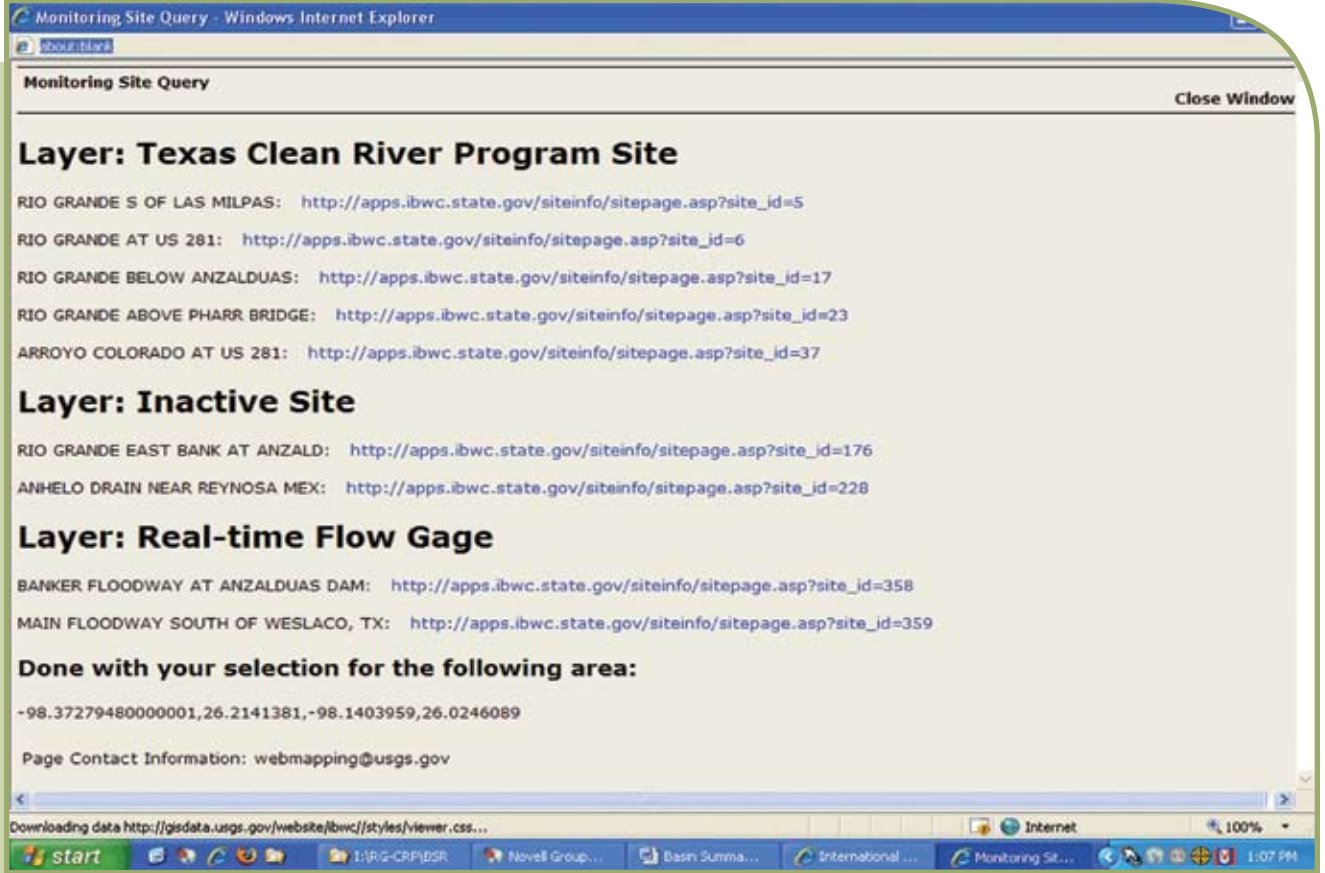 Monitoring Site Query - Windows Internet Explorer
about:blank
Monitoring Site Query
Close Window
Layer: Texas Clean River Program Site
RIO GRANDE S OF LAS MILPAS: http://apps.ibwc.state.gov/siteinfo/sitepage.asp?site_id=5
RIO GRANDE AT US 281: http://apps.ibwc.state.gov/siteinfo/sitepage.asp?site_id=6
RIO GRANDE BELOW ANZALDUAS: http://apps.ibwc.state.gov/siteinfo/sitepage.asp?site_id=17
RIO GRANDE ABOVE PHARR BRIDGE: http://apps.ibwc.state.gov/siteinfo/sitepage.asp?site_id=23
ARROYO COLORADO AT US 281: http://apps.ibwc.state.gov/siteinfo/sitepage.asp?site_id=37
Layer: Inactive Site
RIO GRANDE EAST BANK AT ANZALD: http://apps.ibwc.state.gov/siteinfo/sitepage.asp?site_id=176
ANHELO DRAIN NEAR REYNOSA MEX: http://apps.ibwc.state.gov/siteinfo/sitepage.asp?site_id=228
Layer: Real-time Flow Gage
BANKER FLOODWAY AT ANZALDUAS DAM: http://apps.ibwc.state.gov/siteinfo/sitepage.asp?site_id=358
MAIN FLOODWAY SOUTH OF WESLACO, TX: http://apps.ibwc.state.gov/siteinfo/sitepage.asp?site_id=359
Done with your selection for the following area:
-98.37279480000001,26.2141381,-98.1403959,26.0246089
Page Contact Information: webmapping@usgs.gov
Downloading data http://gisdata.usgs.gov/website/ibwc//styles/viewer.css... Internet 100%
start I:\RG-CRP\BSR Novell Group... Basin Summa... International ... Monitoring Sit... 1:07 PM